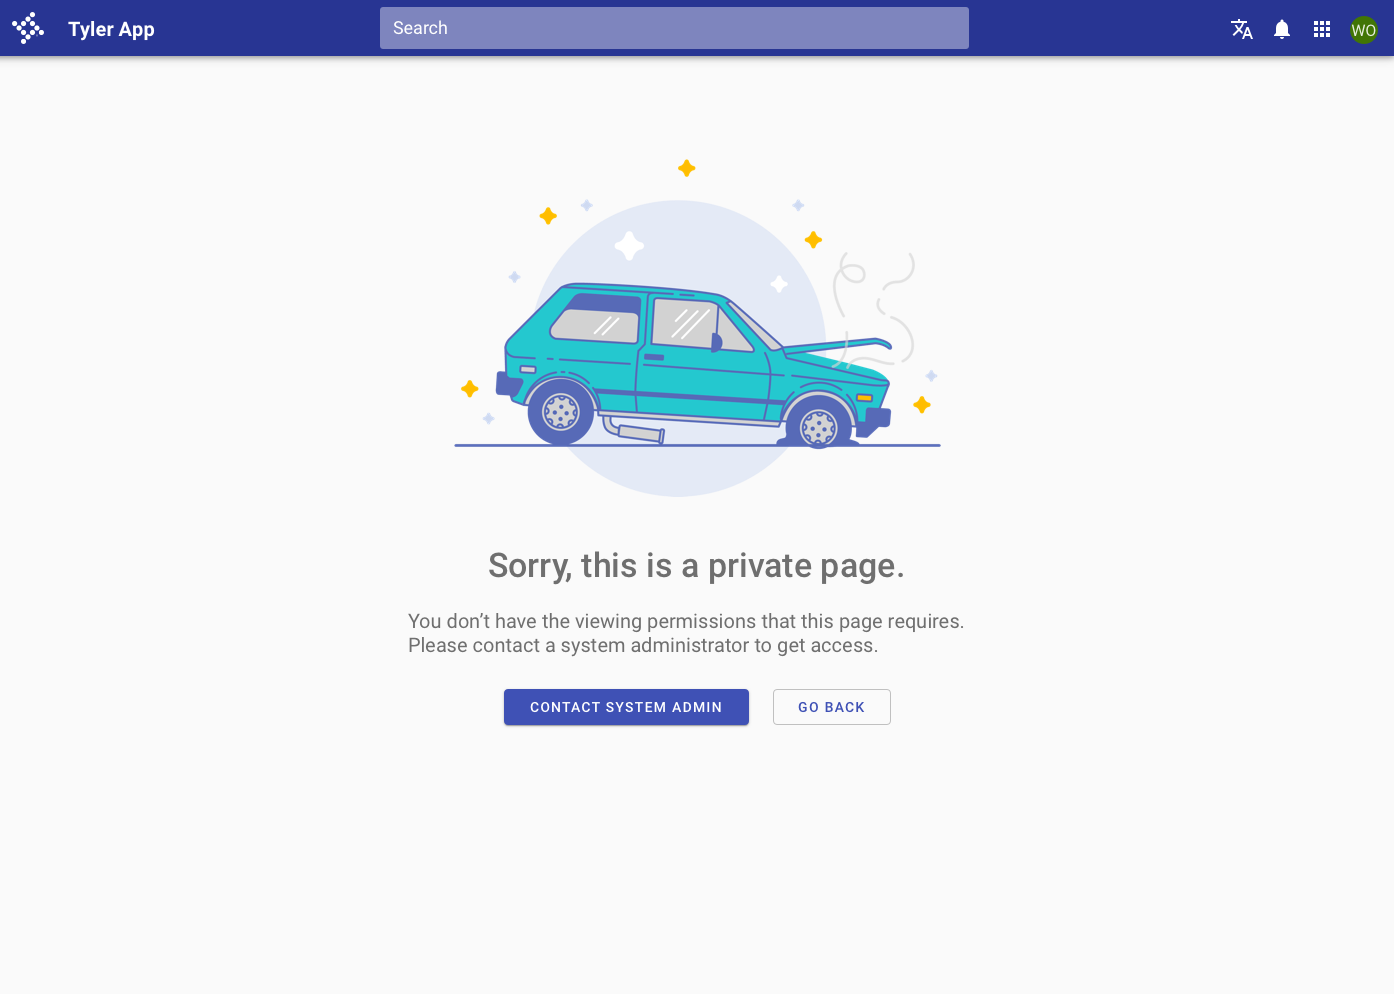 Tyler App
Search
WO
Sorry, this is a private page.
You don’t have the viewing permissions that this page requires.
Please contact a system administrator to get access.
CONTACT SYSTEM ADMIN
GO BACK